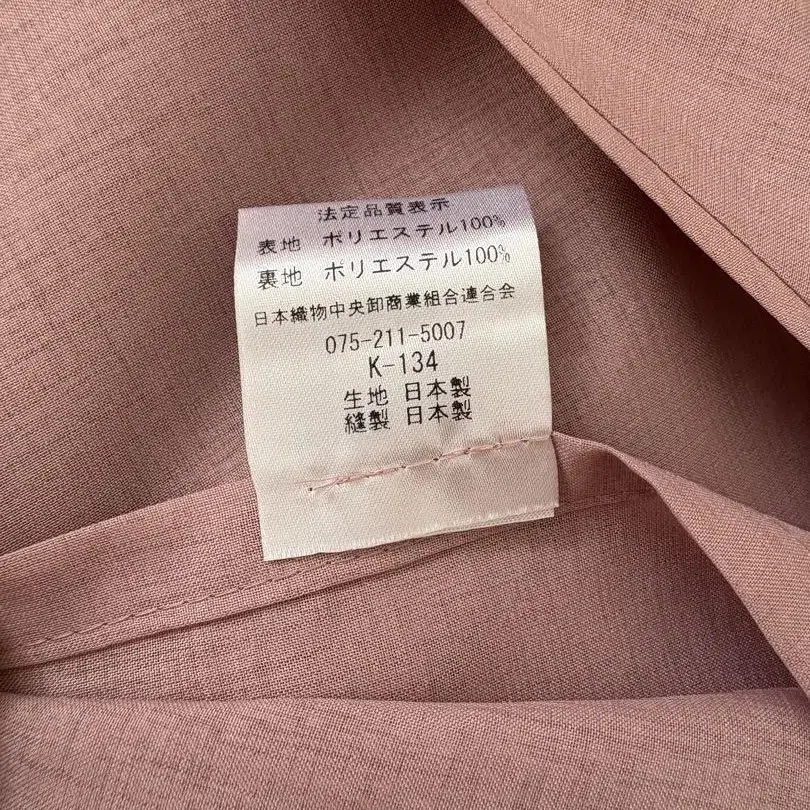 法定品質表示
表地 ポリエステル100%
裏地 ポリエステル100%
日本織物中央卸商業組合連合会
075-211-5007
K-134
生地 日本製
縫製 日本製